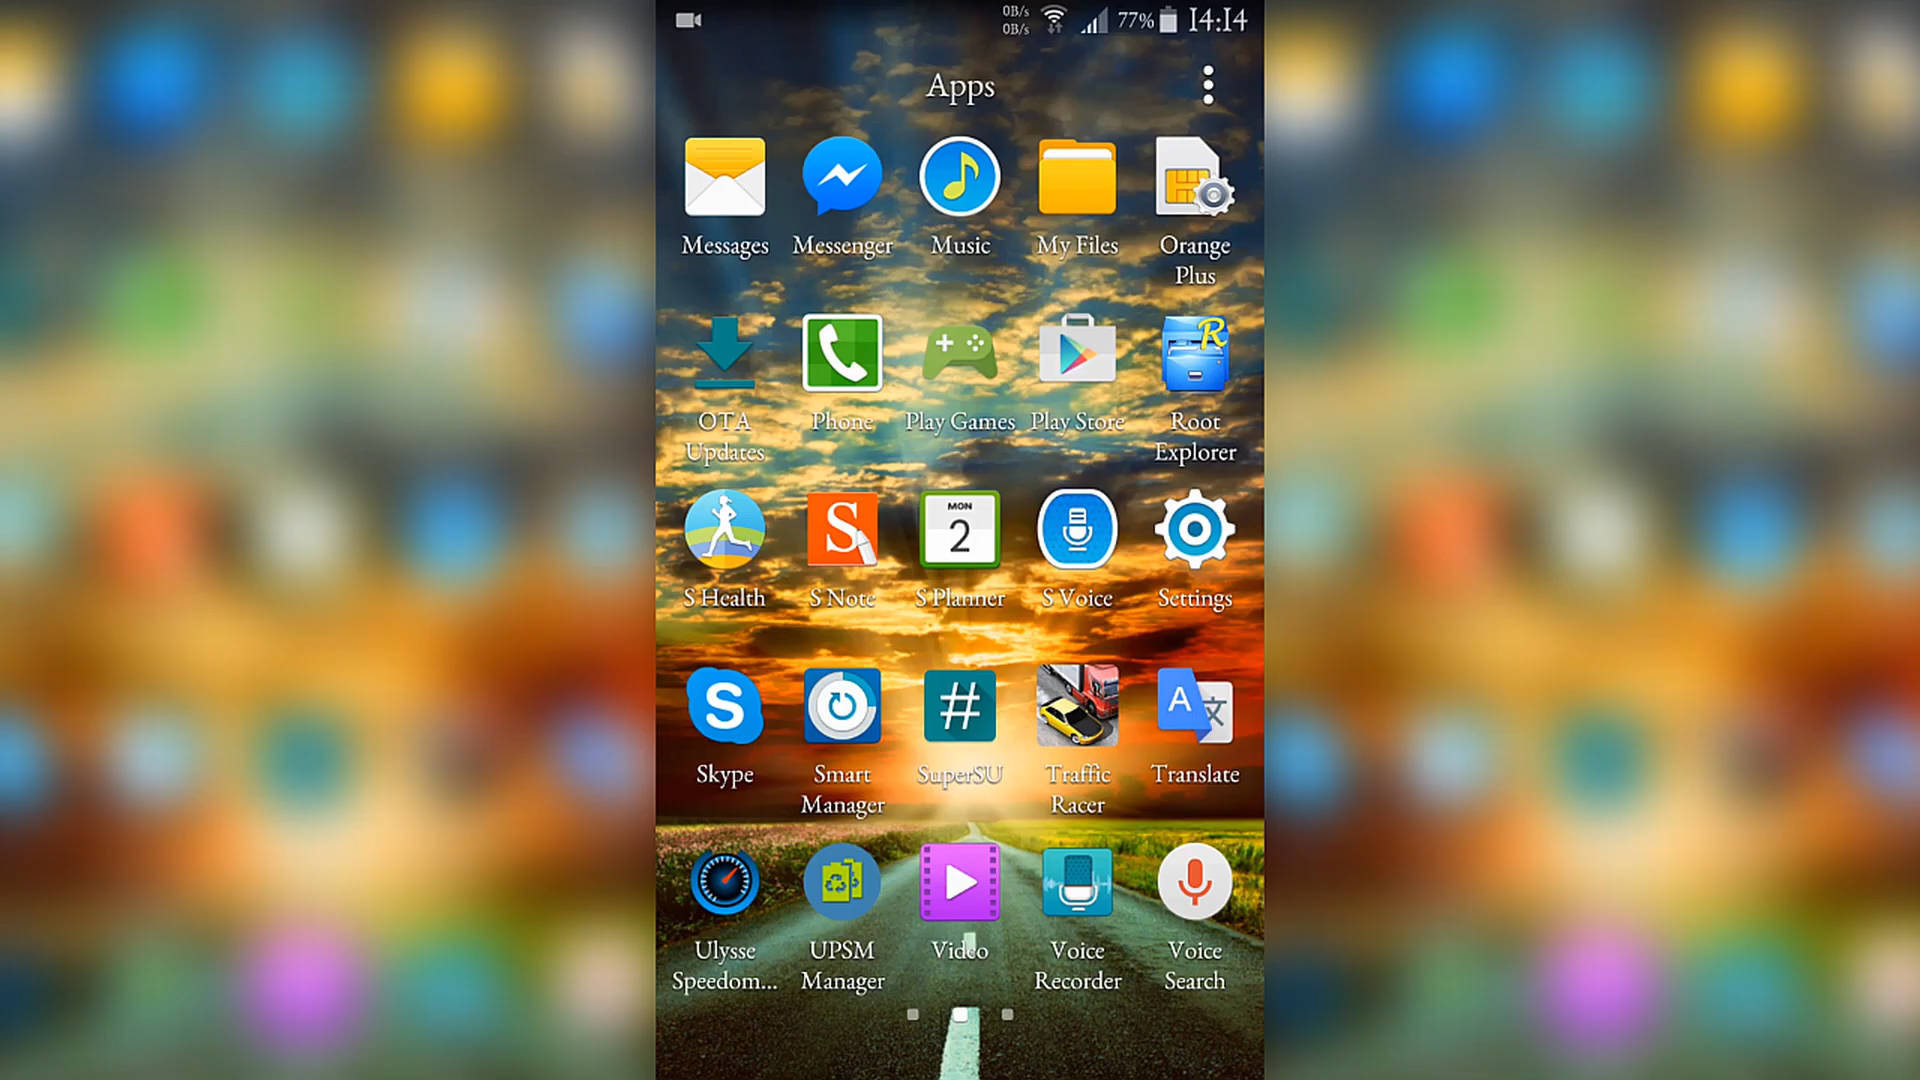 0B/s
0B/s
77%
14:14
Apps
Messages
Messenger
Music
My Files
Orange
Plus
OTA
Updates
Phone
Play Games
Play Store
R
Root
Explorer
S Health
S
S Note
MON
2
S Planner
S Voice
Settings
S
Skype
Smart
Manager
#
SuperSU
Traffic
Racer
A
文
Translate
Ulysse
Speedom...
UPSM
Manager
Video
Voice
Recorder
Voice
Search